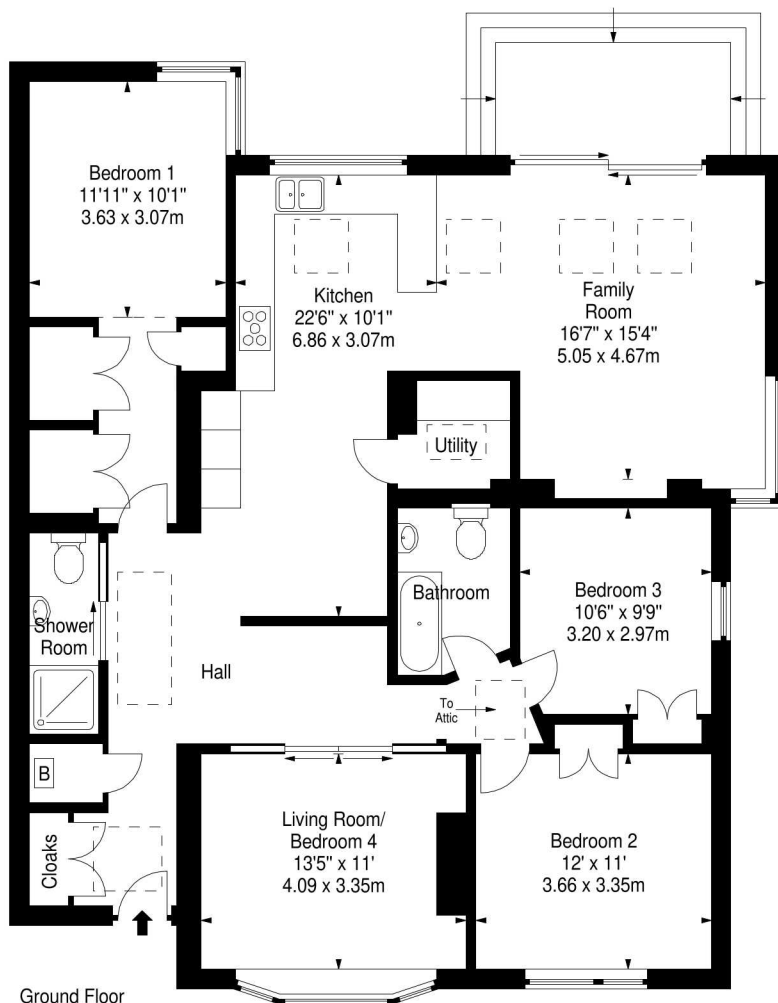 Bedroom 1
11'11" x 10'1"
3.63 x 3.07m
Kitchen
22'6" x 10'1"
6.86 x 3.07m
Family
Room
16'7" x 15'4"
5.05 x 4.67m
Utility
Shower
Room
Bathroom
Bedroom 3
10'6" x 9'9"
3.20 x 2.97m
Hall
To
Attic
B
Cloaks
Living Room/
Bedroom 4
13'5" x 11'
4.09 x 3.35m
Bedroom 2
12' x 11'
3.66 x 3.35m
Ground Floor